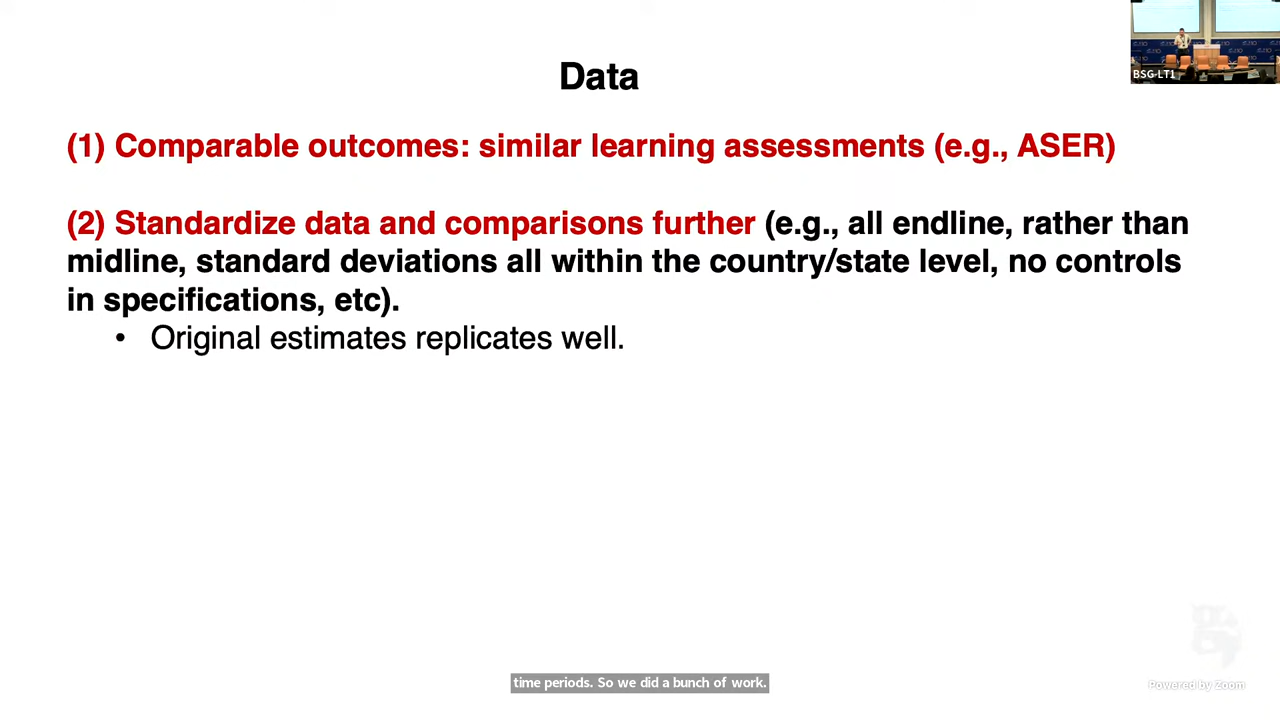 BSG-LT1
Data
(1) Comparable outcomes: similar learning assessments (e.g., ASER)
(2) Standardize data and comparisons further (e.g., all endline, rather than
midline, standard deviations all within the country/state level, no controls
in specifications, etc).
• Original estimates replicates well.
time periods. So we did a bunch of work.
Powered by Zoom